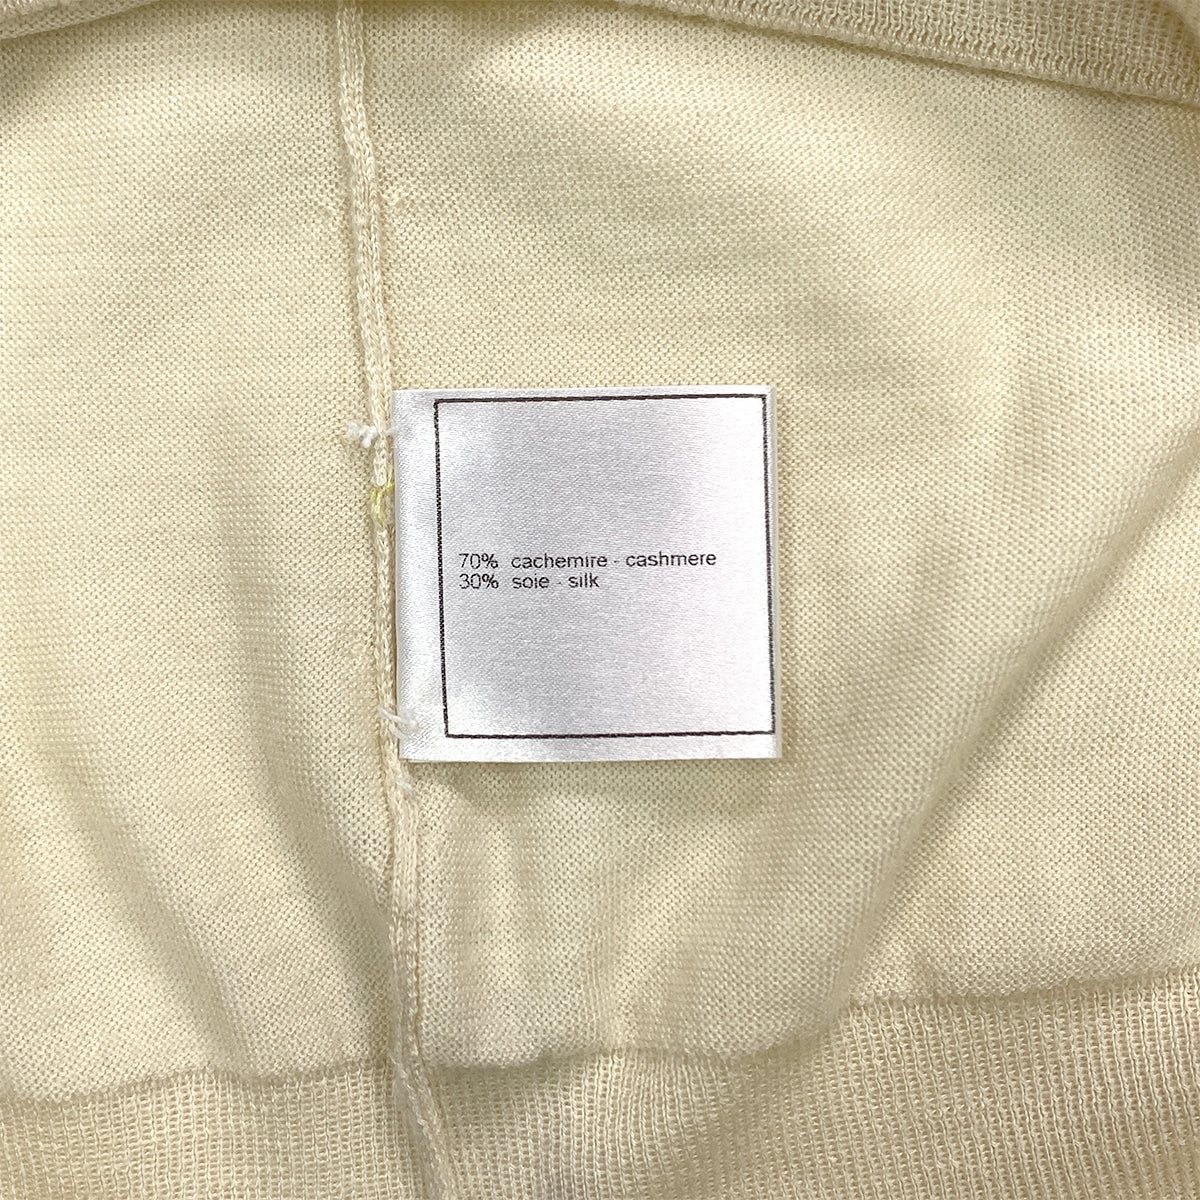 70% cachemire - cashmere
30% soie - silk